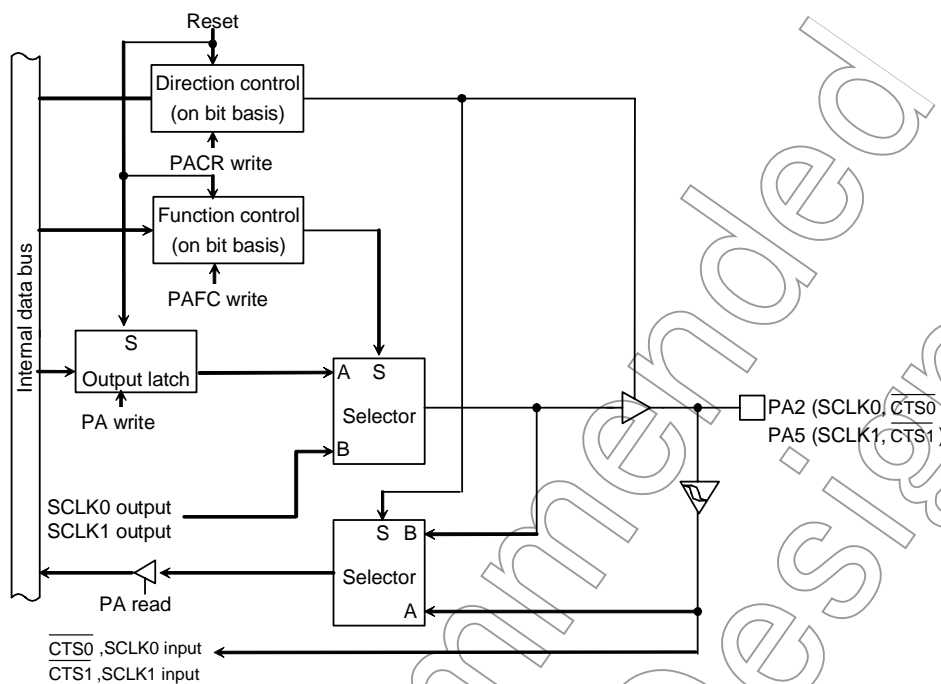 Reset
Direction control
(on bit basis)
PACR write
Function control
(on bit basis)
PAFC write
Internal data bus
S
Output latch
PA write
A S
Selector
B
PA2 (SCLK0, CTS0
PA5 (SCLK1, CTS1)
SCLK0 output
SCLK1 output
S B
Selector
A
PA read
CTS0 ,SCLK0 input
CTS1 ,SCLK1 input
mmended
Design